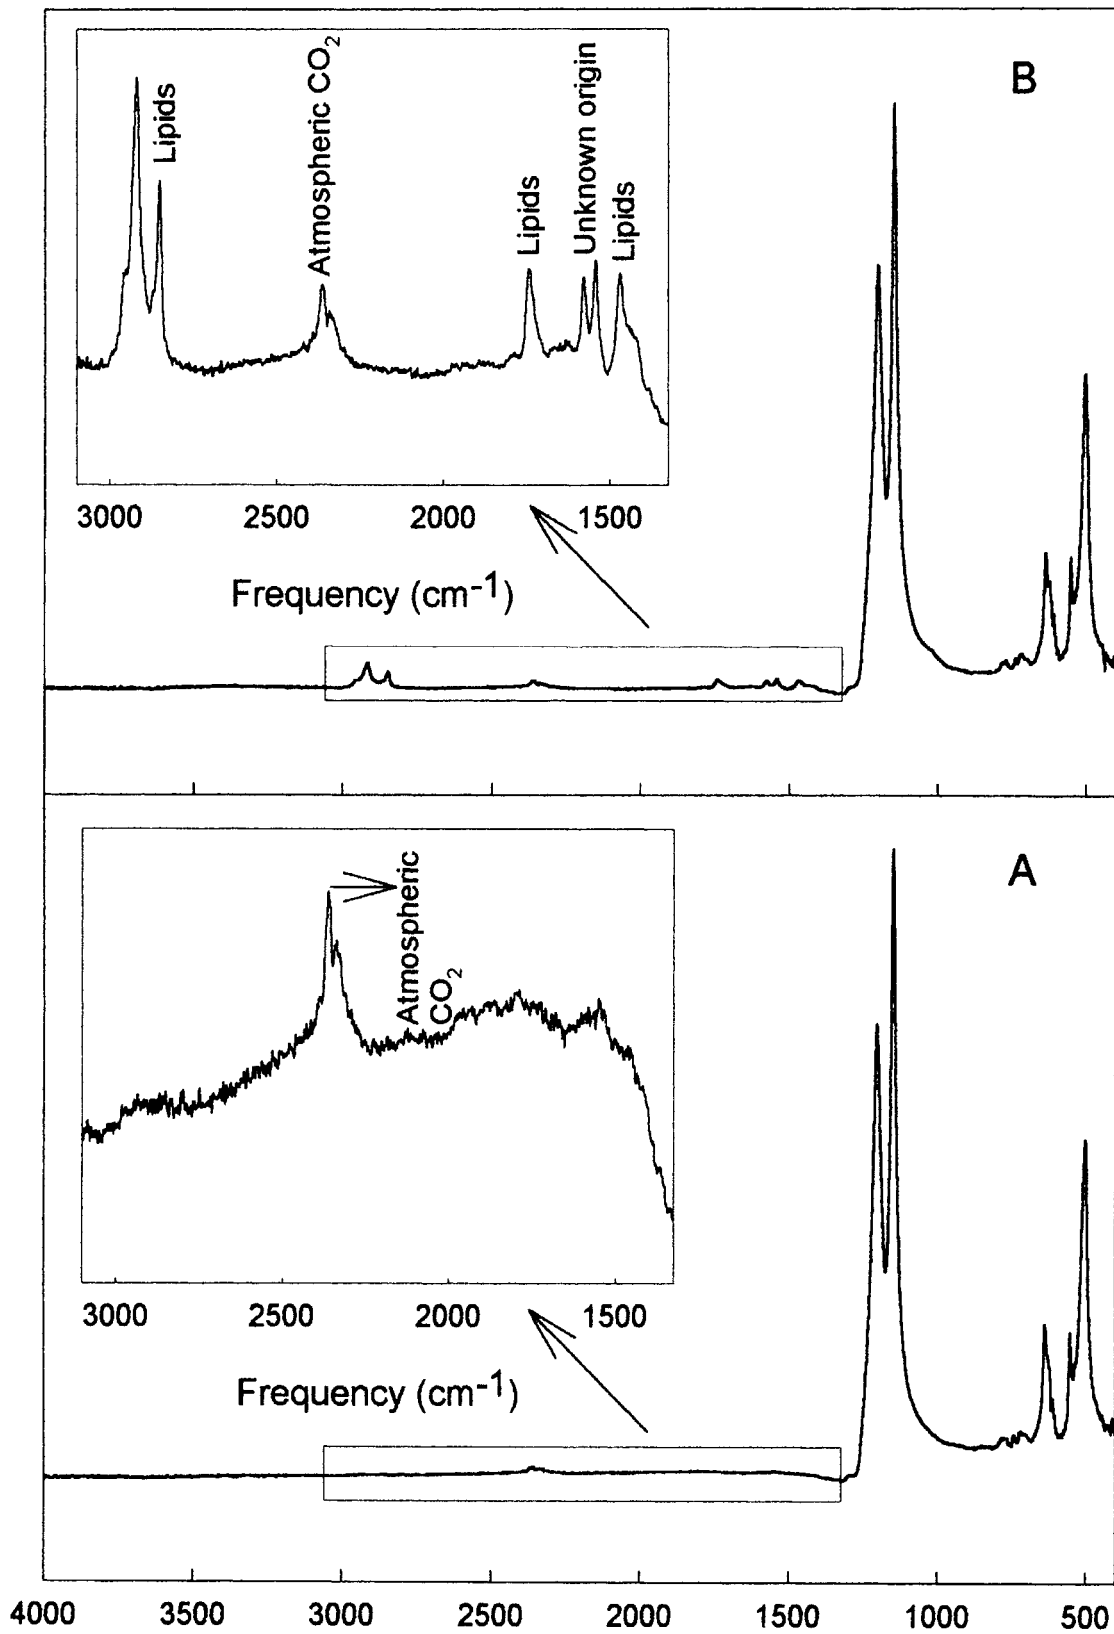 B
Lipids
Atmospheric CO₂
Lipids
Unknown origin
Lipids
3000 2500 2000 1500
Frequency (cm⁻¹)
A
Atmospheric
CO₂
3000 2500 2000 1500
Frequency (cm⁻¹)
4000 3500 3000 2500 2000 1500 1000 500